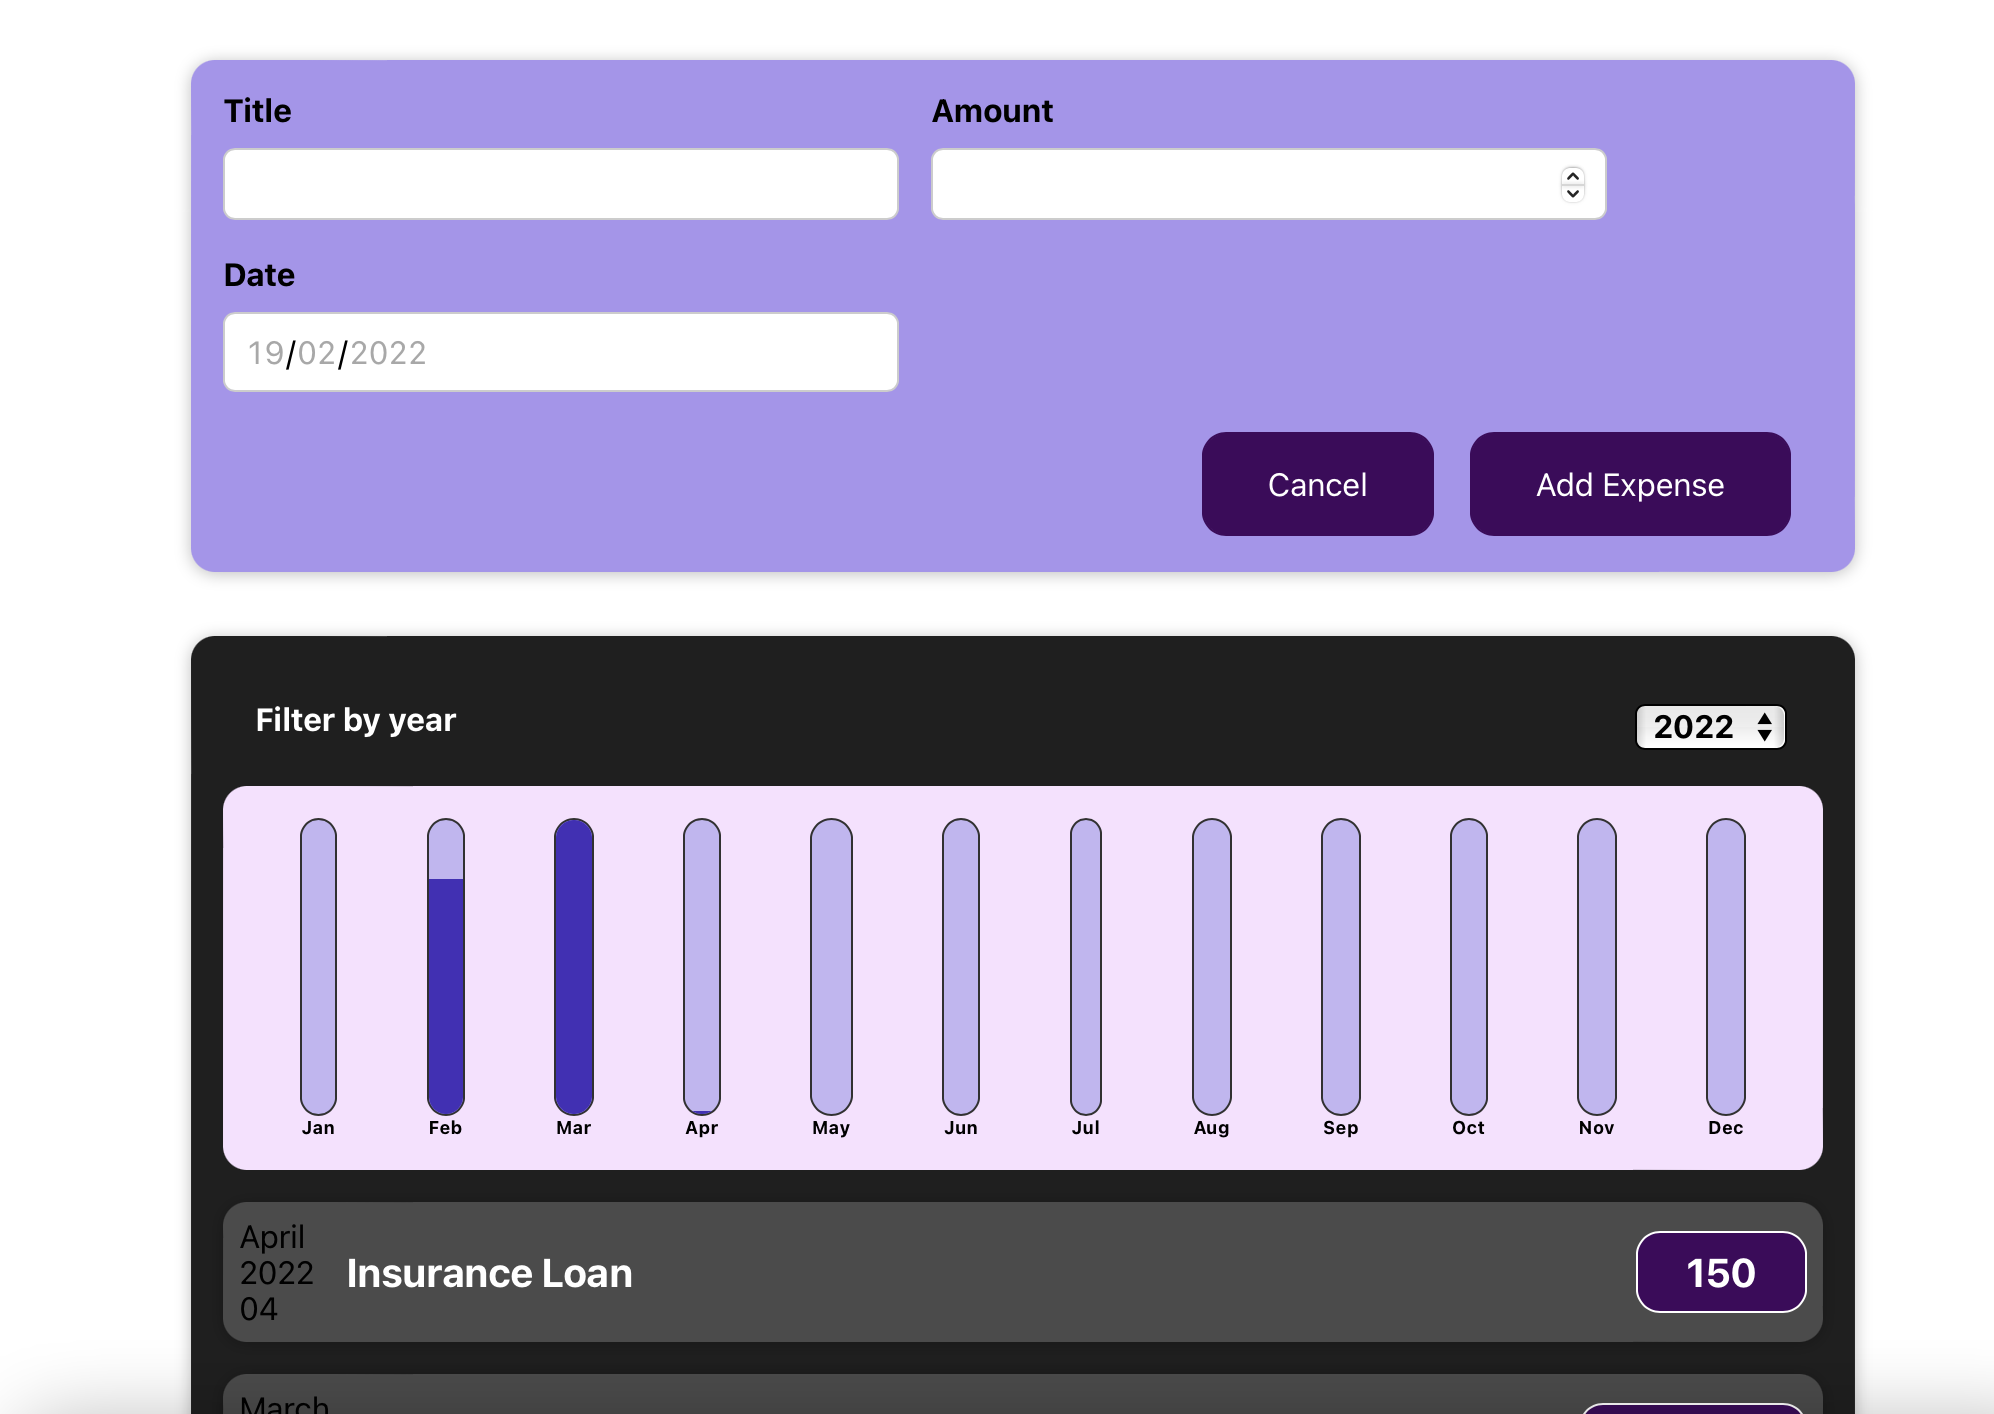 Title Amount
Date
19/02/2022
Cancel Add Expense
Filter by year 2022
Jan Feb Mar Apr May Jun Jul Aug Sep Oct Nov Dec
April
2022
04
Insurance Loan
150
March